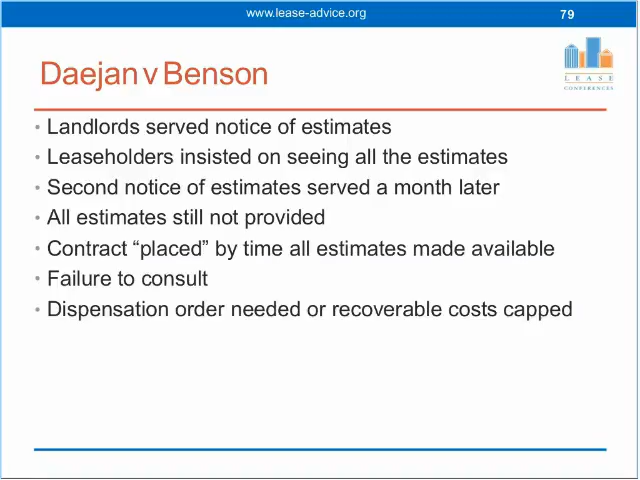 www.lease-advice.org
79
Daejan v Benson
LEASE
CONFERENCES
• Landlords served notice of estimates
• Leaseholders insisted on seeing all the estimates
• Second notice of estimates served a month later
• All estimates still not provided
• Contract “placed” by time all estimates made available
• Failure to consult
• Dispensation order needed or recoverable costs capped